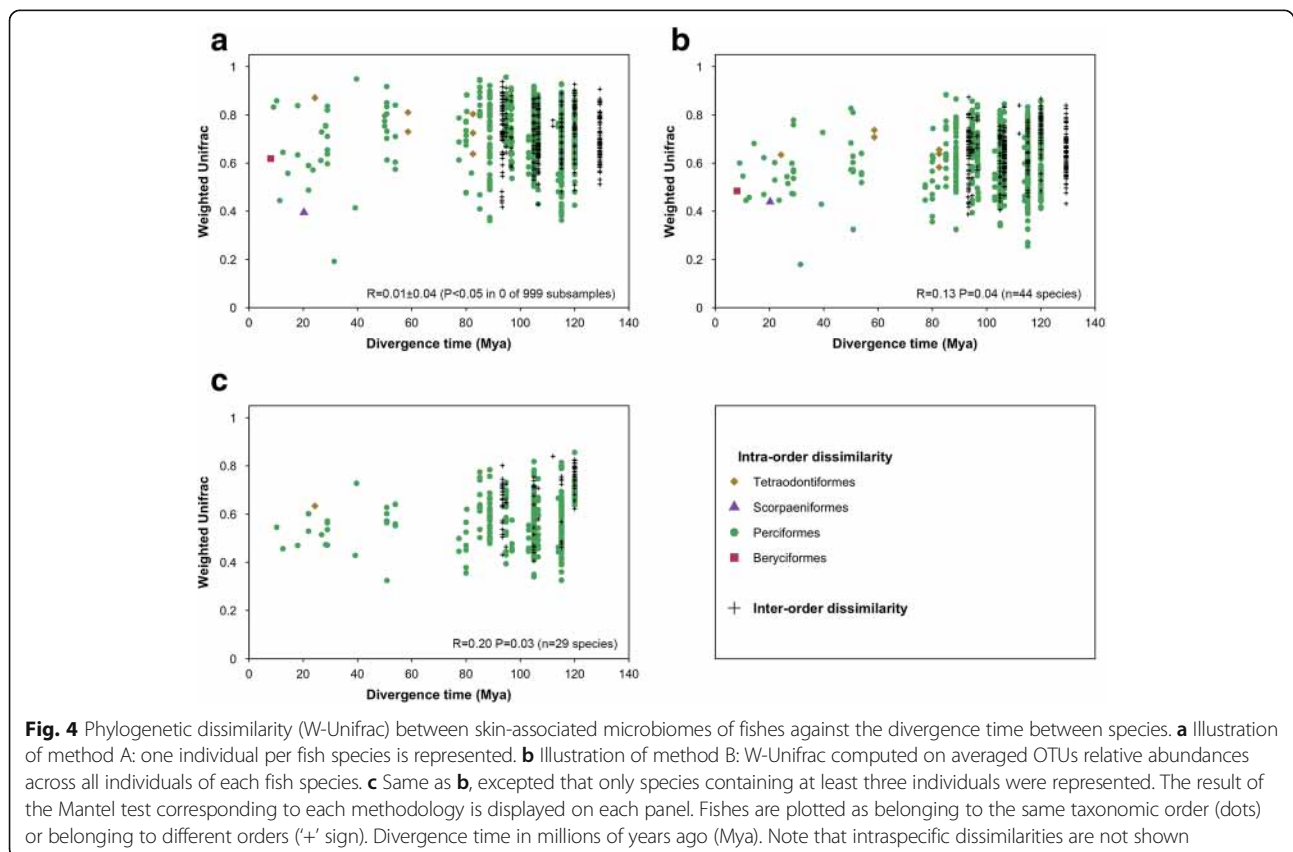 a
Weighted Unifrac
1
0.8
0.6
0.4
0.2
0
R=0.01±0.04 (P<0.05 in 0 of 999 subsamples)
0 20 40 60 80 100 120 140
Divergence time (Mya)
b
Weighted Unifrac
1
0.8
0.6
0.4
0.2
0
R=0.13 P=0.04 (n=44 species)
0 20 40 60 80 100 120 140
Divergence time (Mya)
c
Weighted Unifrac
1
0.8
0.6
0.4
0.2
0
R=0.20 P=0.03 (n=29 species)
0 20 40 60 80 100 120 140
Divergence time (Mya)
Intra-order dissimilarity
Tetraodontiformes
Scorpaeniformes
Perciformes
Beryciformes
Inter-order dissimilarity
Fig. 4 Phylogenetic dissimilarity (W-Unifrac) between skin-associated microbiomes of fishes against the divergence time between species. a Illustration
of method A: one individual per fish species is represented. b Illustration of method B: W-Unifrac computed on averaged OTUs relative abundances
across all individuals of each fish species. c Same as b, excepted that only species containing at least three individuals were represented. The result of
the Mantel test corresponding to each methodology is displayed on each panel. Fishes are plotted as belonging to the same taxonomic order (dots)
or belonging to different orders ('+' sign). Divergence time in millions of years ago (Mya). Note that intraspecific dissimilarities are not shown